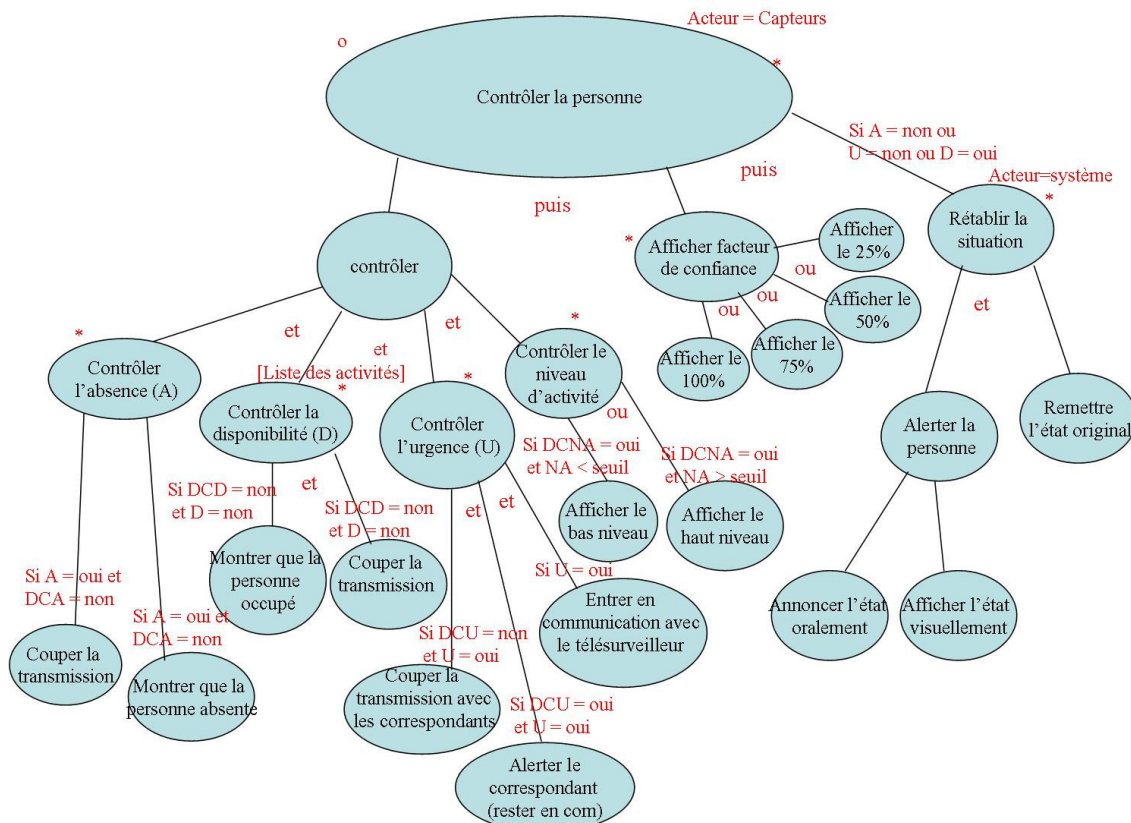 Acteur = Capteurs
o
*
Contrôler la personne
Si A = non ou
U = non ou D = oui
puis
puis
Acteur=système
*
Rétablir la
situation
*
Afficher facteur
de confiance
Afficher
le 25%
ou
ou
ou
Afficher le
50%
Afficher le
75%
Afficher le
100%
contrôler
et
et
et
*
Contrôler
l'absence (A)
[Liste des activités]
*
Contrôler la
disponibilité (D)
*
Contrôler
l'urgence (U)
*
Contrôler le
niveau
d'activité
ou
et
Alerter la
personne
Remettre
l'état original
Si DCNA = oui
et NA < seuil
Si DCNA = oui
et NA > seuil
Afficher le
bas niveau
Afficher le
haut niveau
Si DCD = non
et D = non
et
Si DCD = non
et D = non
et
et
Montrer que la
personne
occupé
Couper la
transmission
Si A = oui et
DCA = non
Si A = oui et
DCA = non
Couper la
transmission
Montrer que la
personne absente
Si U = oui
Entrer en
communication avec
le télésurveilleur
Si DCU = non
et U = oui
Couper la
transmission avec
les correspondants
Si DCU = oui
et U = oui
Alerter le
correspondant
(rester en com)
Annoncer l'état
oralement
Afficher l'état
visuellement